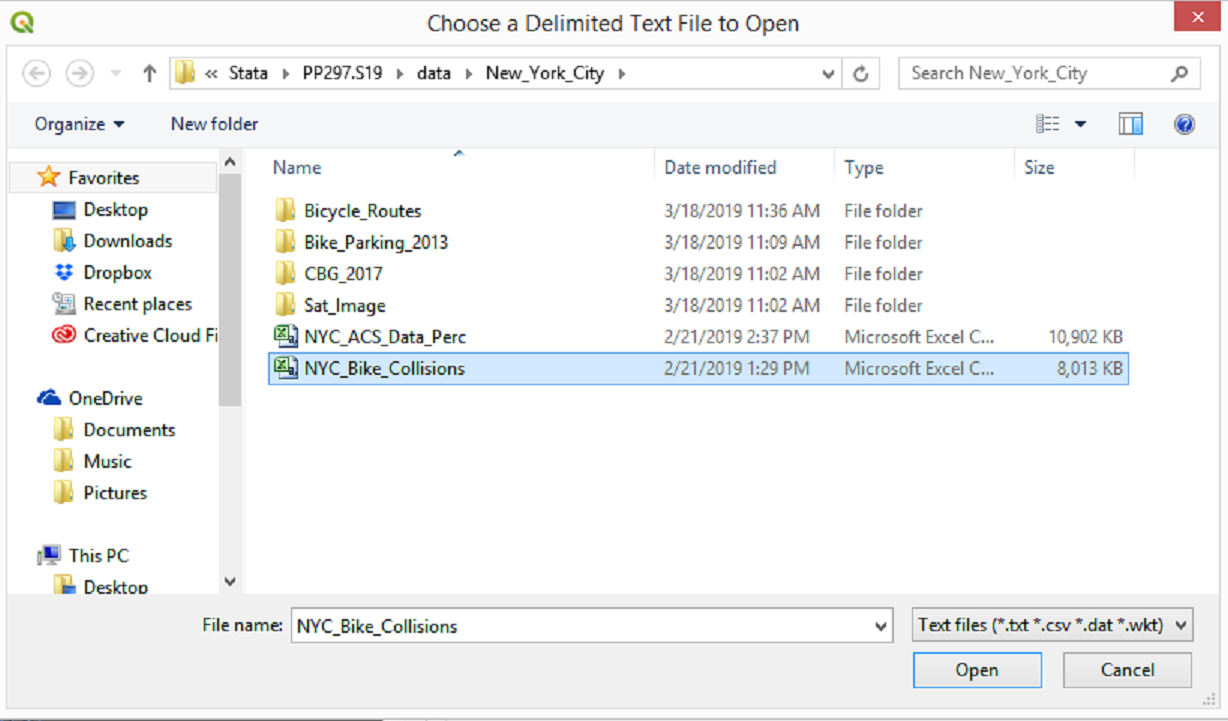 Choose a Delimited Text File to Open
« Stata PP297.S19 data New_York_City
Search New_York_City
Organize New folder
Name Date modified Type Size
Favorites
Desktop
Downloads
Dropbox
Recent places
Creative Cloud Fi
OneDrive
Documents
Music
Pictures
This PC
Desktop
Bicycle_Routes 3/18/2019 11:36 AM File folder
Bike_Parking_2013 3/18/2019 11:09 AM File folder
CBG_2017 3/18/2019 11:02 AM File folder
Sat_Image 3/18/2019 11:02 AM File folder
NYC_ACS_Data_Perc 2/21/2019 2:37 PM Microsoft Excel C... 10,902 KB
NYC_Bike_Collisions 2/21/2019 1:29 PM Microsoft Excel C... 8,013 KB
File name: NYC_Bike_Collisions
Text files (*.txt *.csv *.dat *.wkt)
Open Cancel